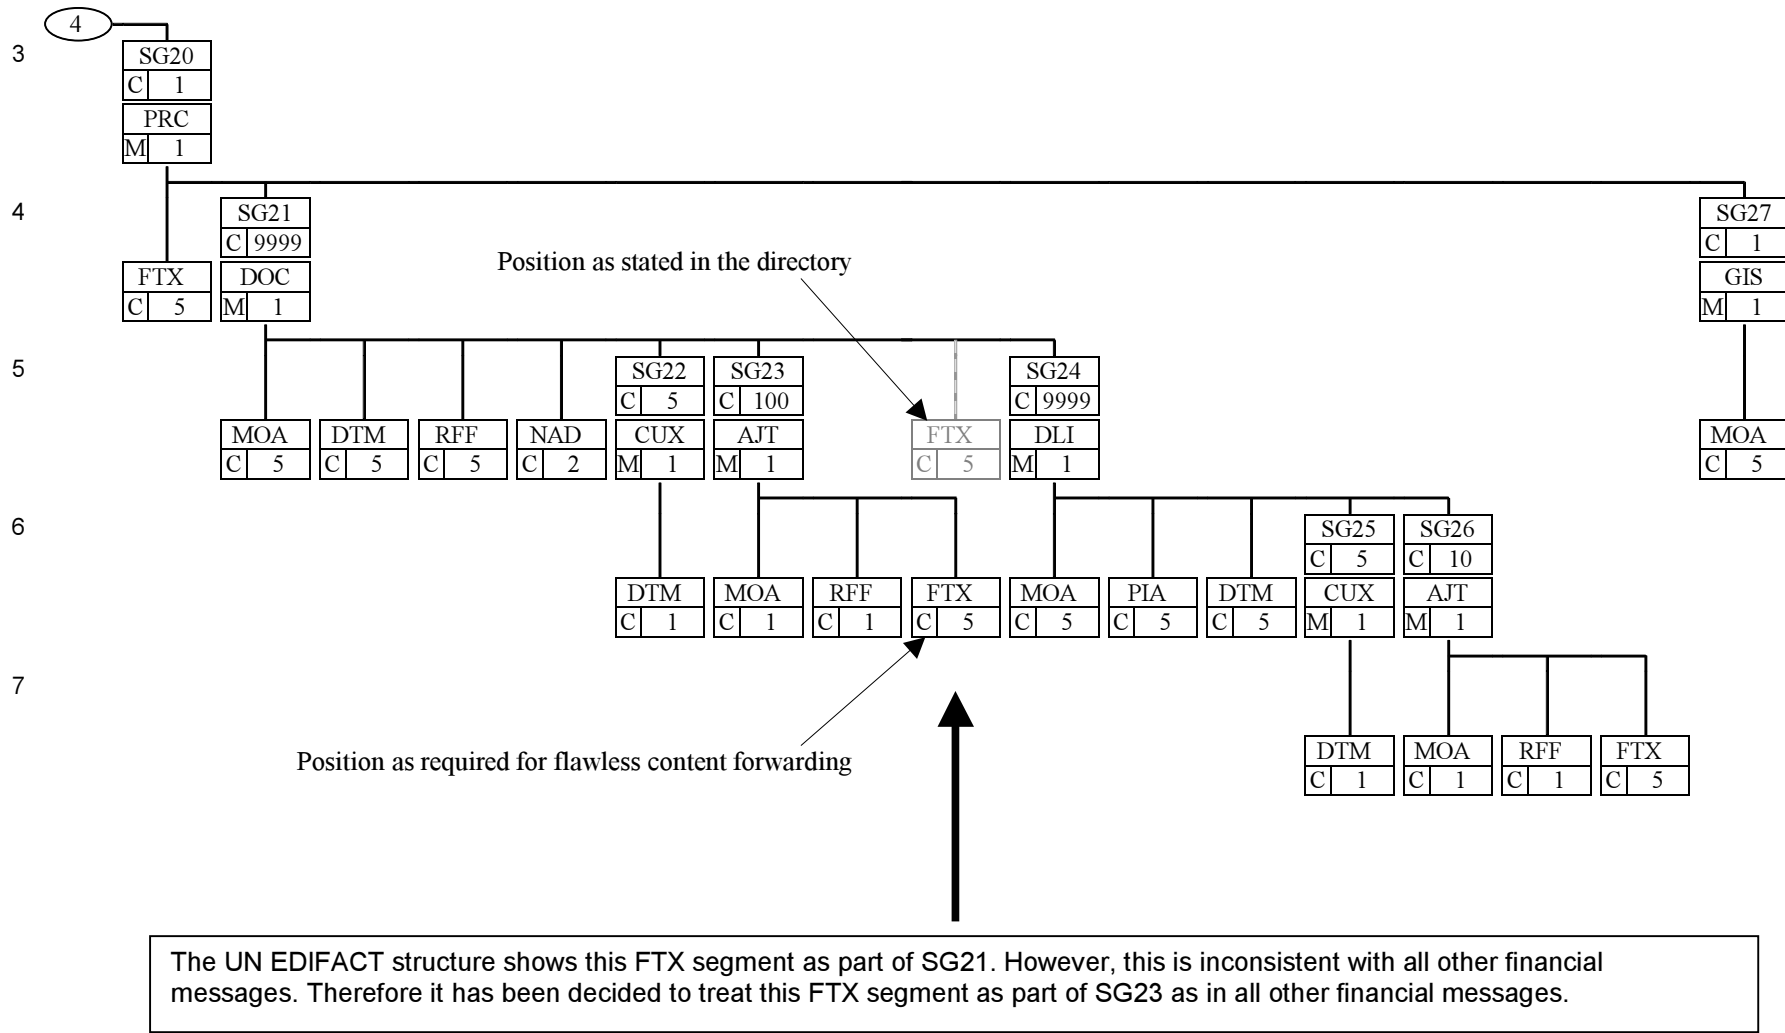 4
3
SG20
C 1
PRC
M 1
4
SG21
C 9999
SG27
C 1
Position as stated in the directory
FTX
C 5
DOC
M 1
GIS
M 1
5
SG22
C 5
SG23
C 100
SG24
C 9999
MOA
C 5
DTM
C 5
RFF
C 5
NAD
C 2
CUX
M 1
AJT
M 1
FTX
C 5
DLI
M 1
MOA
C 5
6
SG25
C 5
SG26
C 10
DTM
C 1
MOA
C 1
RFF
C 1
FTX
C 5
MOA
C 5
PIA
C 5
DTM
C 5
CUX
M 1
AJT
M 1
7
Position as required for flawless content forwarding
DTM
C 1
MOA
C 1
RFF
C 1
FTX
C 5
The UN EDIFACT structure shows this FTX segment as part of SG21. However, this is inconsistent with all other financial
messages. Therefore it has been decided to treat this FTX segment as part of SG23 as in all other financial messages.